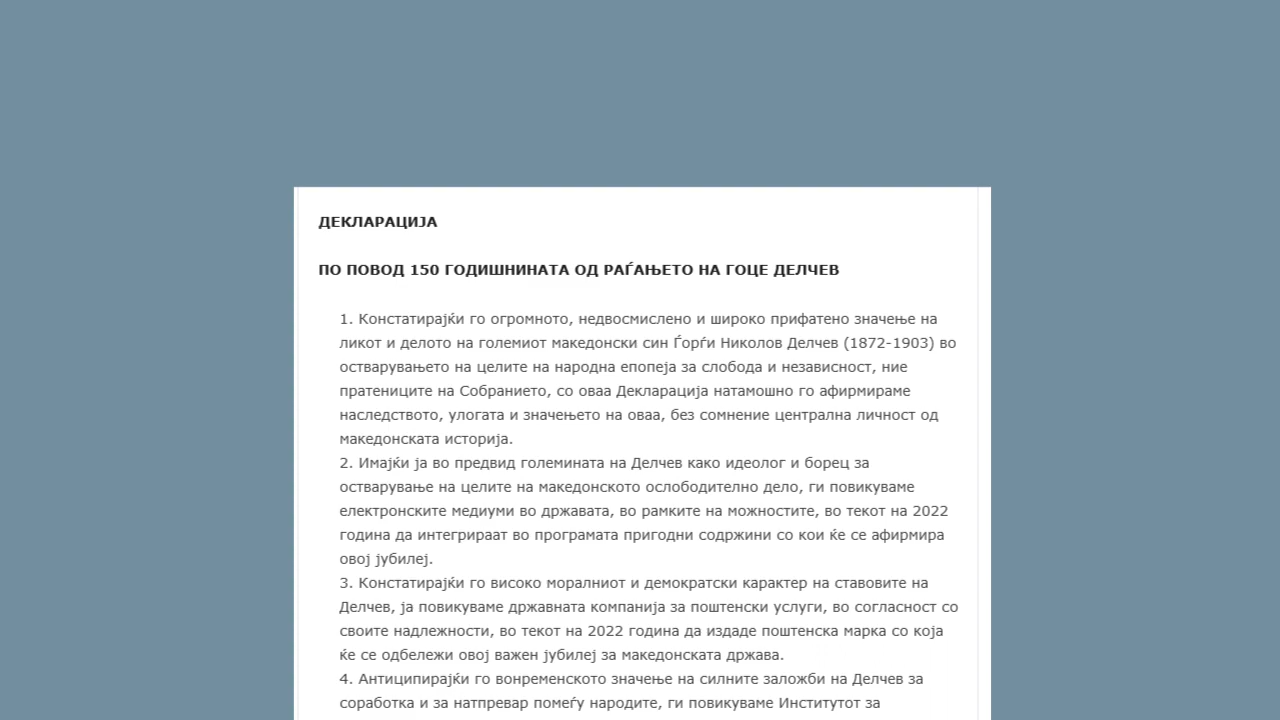 ДЕКЛАРАЦИЈА
ПО ПОВОД 150 ГОДИШНИНАТА ОД РАЃАЊЕТО НА ГОЦЕ ДЕЛЧЕВ
1. Констатирајќи го огромното, недвосмислено и широко прифатено значење на
ликот и делото на големиот македонски син Ѓорѓи Николов Делчев (1872-1903) во
остварувањето на целите на народна епопеја за слобода и независност, ние
пратениците на Собранието, со оваа Декларација натамошно го афирмираме
наследството, улогата и значењето на оваа, без сомнение централна личност од
македонската историја.
2. Имајќи ја во предвид големината на Делчев како идеолог и борец за
остварување на целите на македонското ослободително дело, ги повикуваме
електронските медиуми во државата, во рамките на можностите, во текот на 2022
година да интегрираат во програмата пригодни содржини со кои ќе се афирмира
овој јубилеј.
3. Констатирајќи го високо моралниот и демократски карактер на ставовите на
Делчев, ја повикуваме државната компанија за поштенски услуги, во согласност со
своите надлежности, во текот на 2022 година да издаде поштенска марка со која
ќе се одбележи овој важен јубилеј за македонската држава.
4. Антиципирајќи го вонременското значење на силните заложби на Делчев за
соработка и за натпревар помеѓу народите, ги повикуваме Институтот за